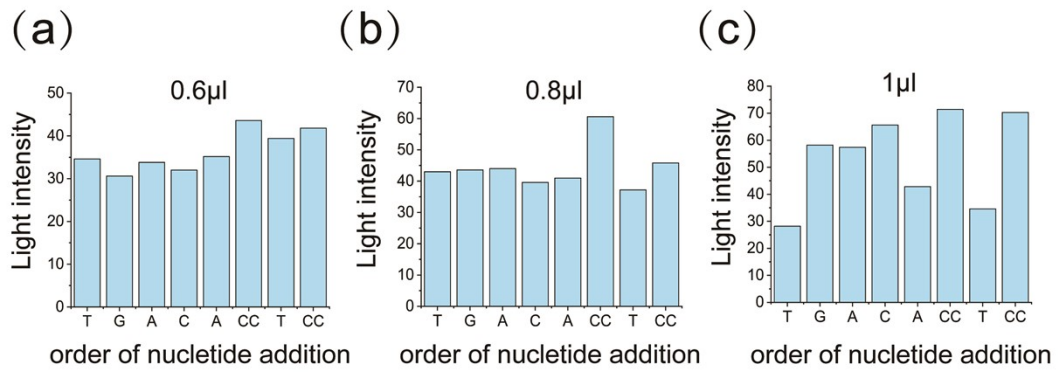 (a)
0.6μl
Light intensity
50
40
30
20
10
0
T G A C A CC T CC
order of nucletide addition
(b)
0.8μl
Light intensity
70
60
50
40
30
20
10
0
T G A C A CC T CC
order of nucletide addition
(c)
1μl
Light intensity
80
70
60
50
40
30
20
10
0
T G A C A CC T CC
order of nucletide addition